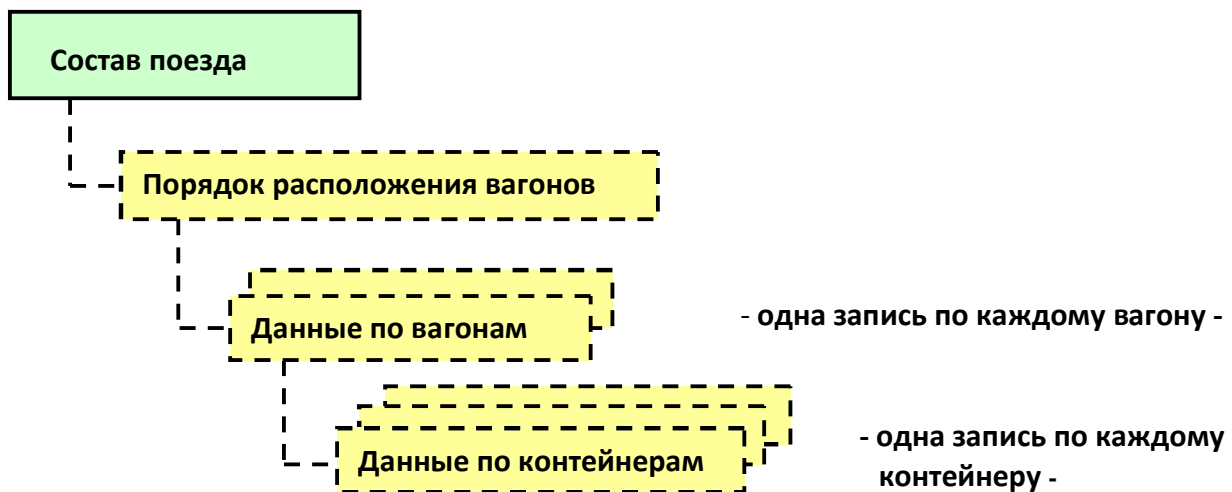 Состав поезда
Порядок расположения вагонов
Данные по вагонам
- одна запись по каждому вагону -
Данные по контейнерам
- одна запись по каждому
контейнеру -